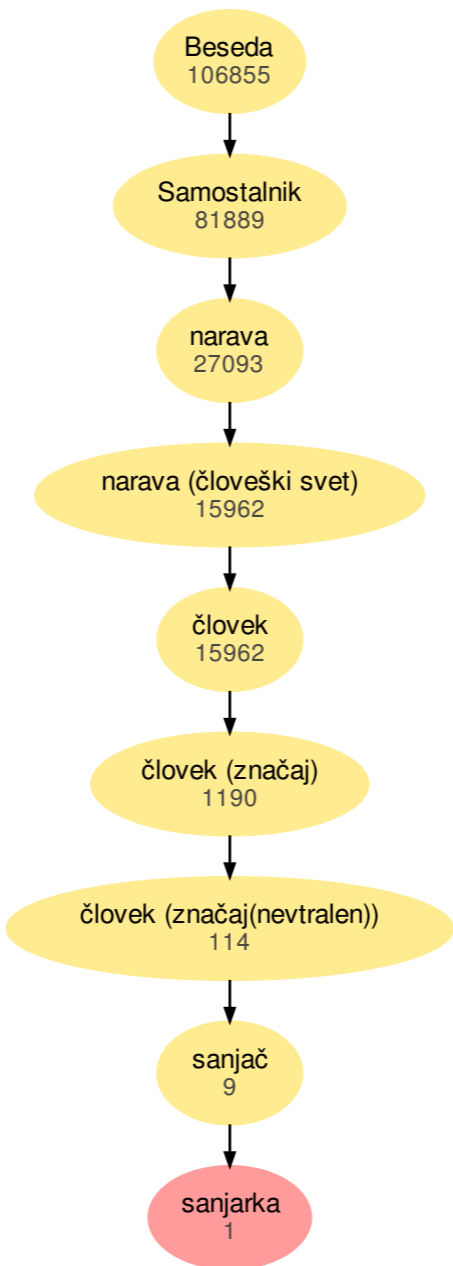 Beseda
106855
Samostalnik
81889
narava
27093
narava (človeški svet)
15962
človek
15962
človek (značaj)
1190
človek (značaj(nevtralen))
114
sanjač
9
sanjarka
1